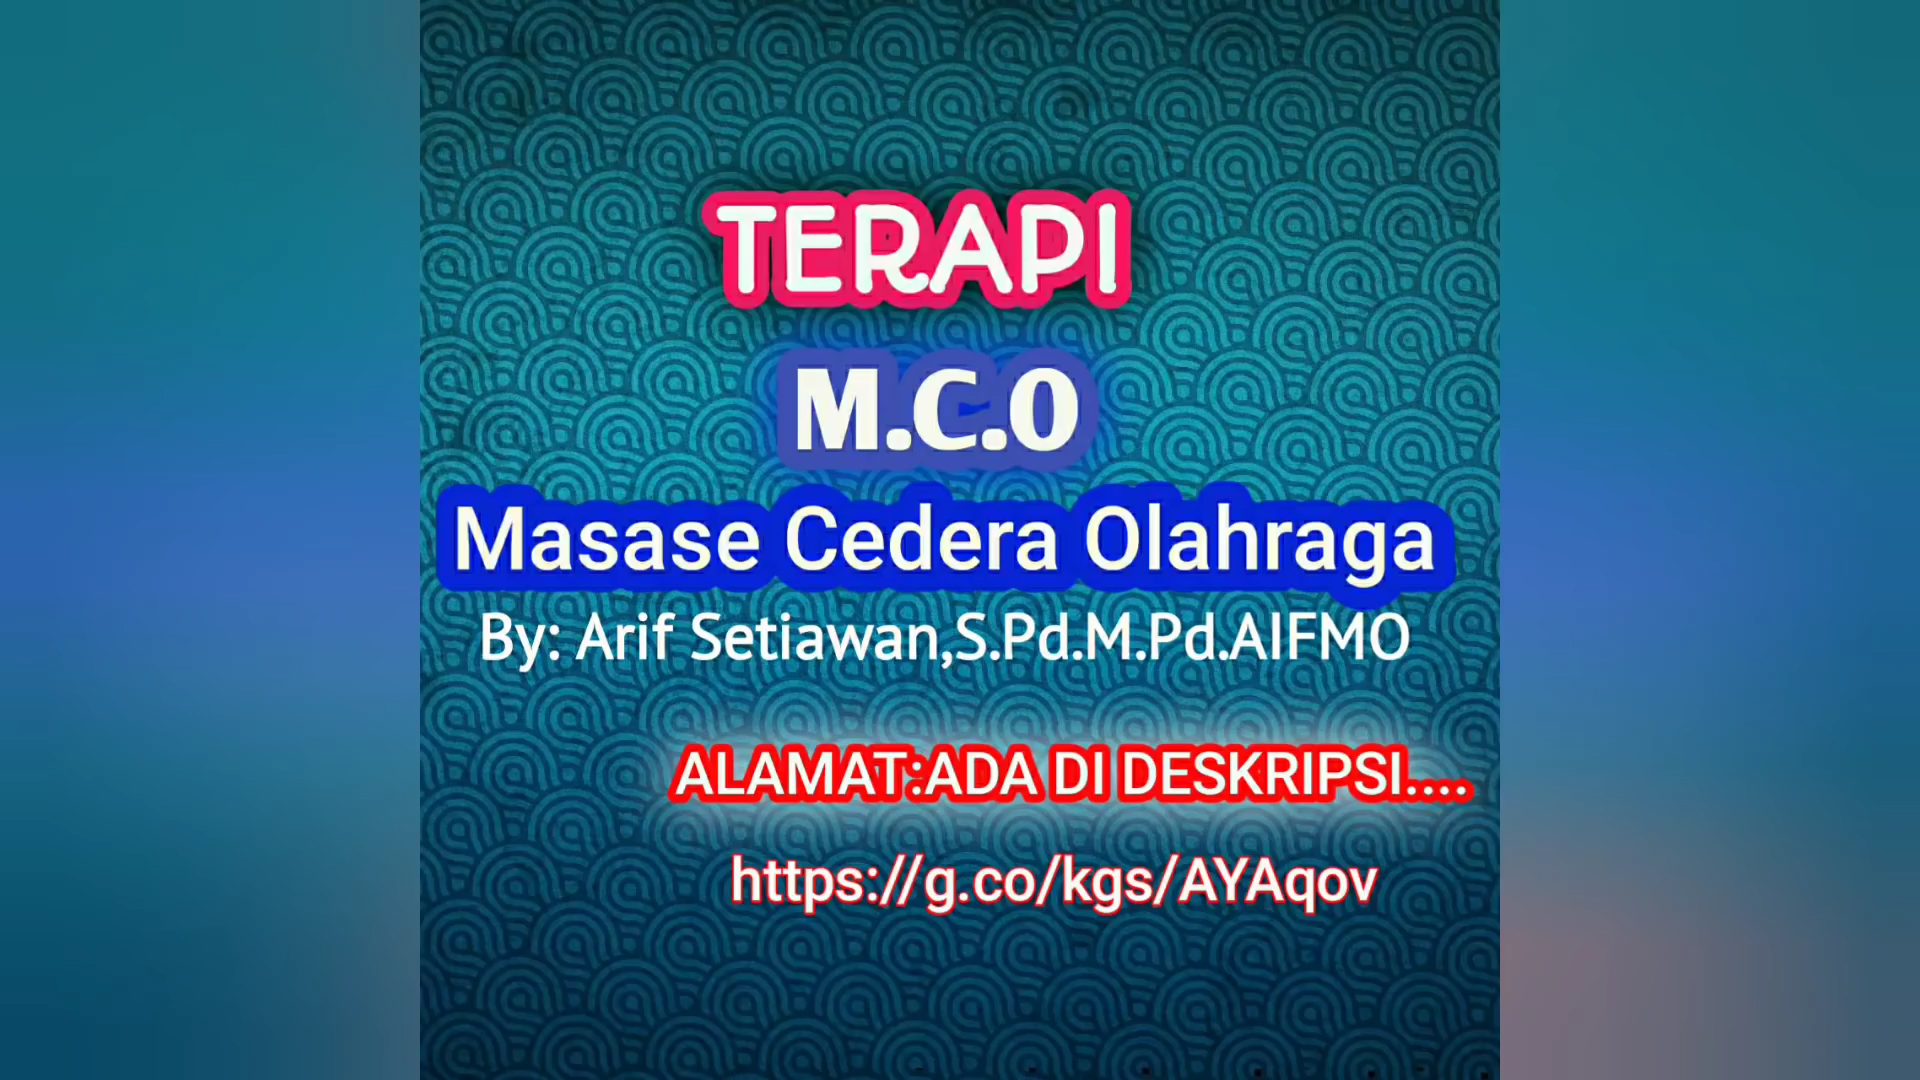 TERAPI
M.C.O
Masase Cedera Olahraga
By: Arif Setiawan,S.Pd.M.Pd.AIFMO
ALAMAT:ADA DI DESKRIPSI....
https://g.co/kgs/AYAqov